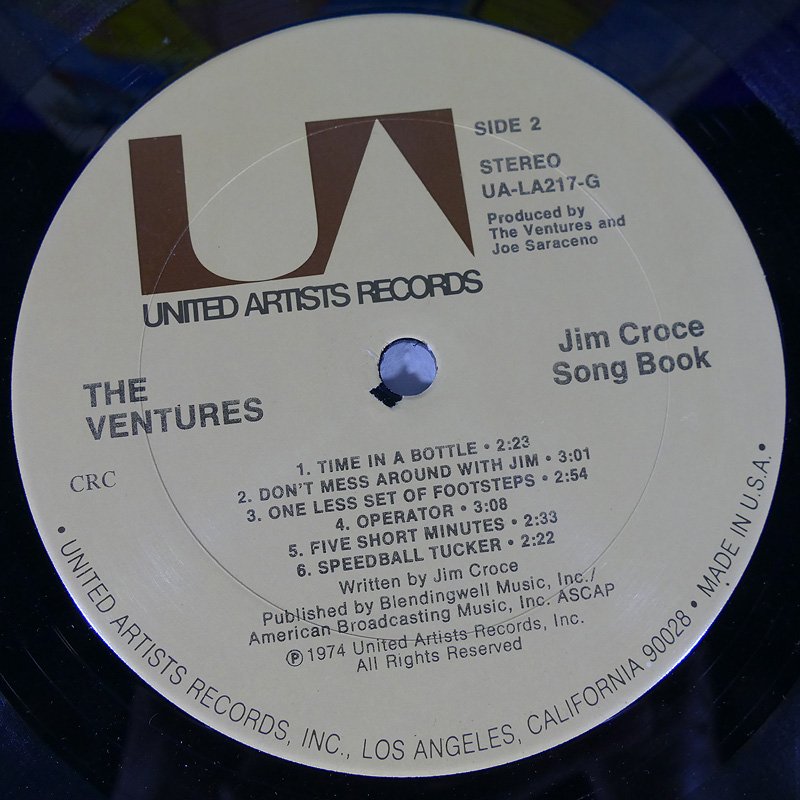 UA
SIDE 2
STEREO
UA-LA217-G
Produced by
The Ventures and
Joe Saraceno
UNITED ARTISTS RECORDS
Jim Croce
Song Book
THE
VENTURES
CRC
1. TIME IN A BOTTLE • 2:23
2. DON'T MESS AROUND WITH JIM • 3:01
3. ONE LESS SET OF FOOTSTEPS • 2:54
4. OPERATOR • 3:08
5. FIVE SHORT MINUTES • 2:33
6. SPEEDBALL TUCKER • 2:22
Written by Jim Croce
Published by Blendingwell Music, Inc./
American Broadcasting Music, Inc. ASCAP
℗ 1974 United Artists Records, Inc.
All Rights Reserved
• UNITED ARTISTS RECORDS, INC., LOS ANGELES, CALIFORNIA 90028 • MADE IN U.S.A. •